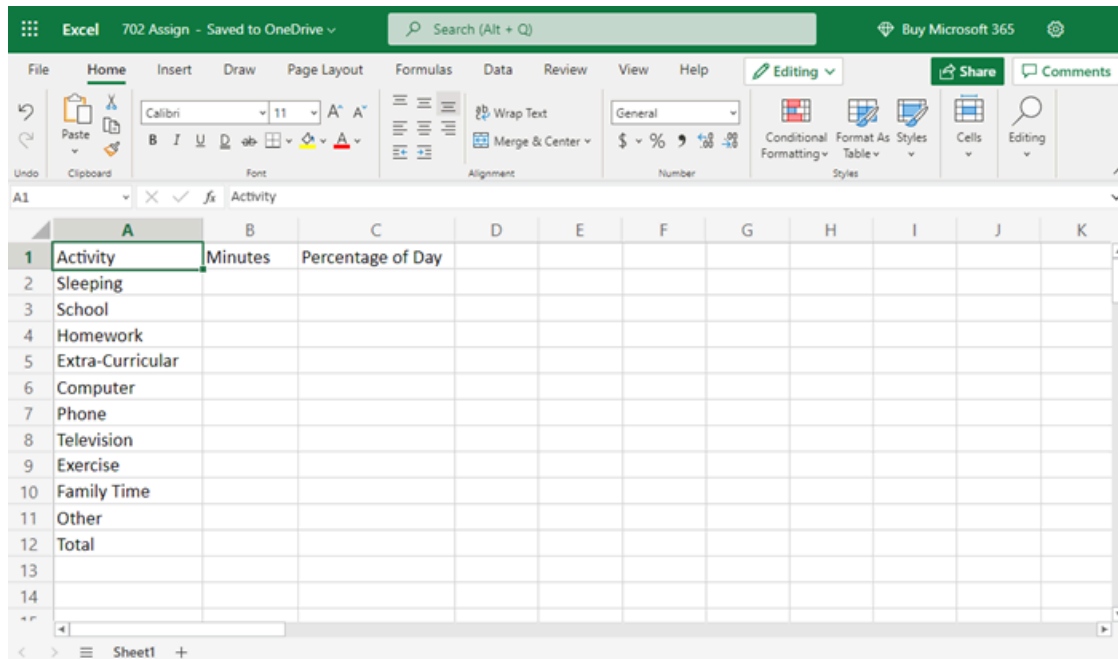 Excel 702 Assign - Saved to OneDrive Search (Alt + Q) Buy Microsoft 365
File Home Insert Draw Page Layout Formulas Data Review View Help Editing Share Comments
Paste Calibri 11 A^ A˅ Wrap Text General Conditional Formatting Format As Table Styles Cells Editing
B I U D ab A Merge & Center $ % 9 .00
Undo Clipboard Font Alignment Number Styles
A1 fx Activity
A B C D E F G H I J K
1 Activity Minutes Percentage of Day
2 Sleeping
3 School
4 Homework
5 Extra-Curricular
6 Computer
7 Phone
8 Television
9 Exercise
10 Family Time
11 Other
12 Total
13
14
Sheet1 +